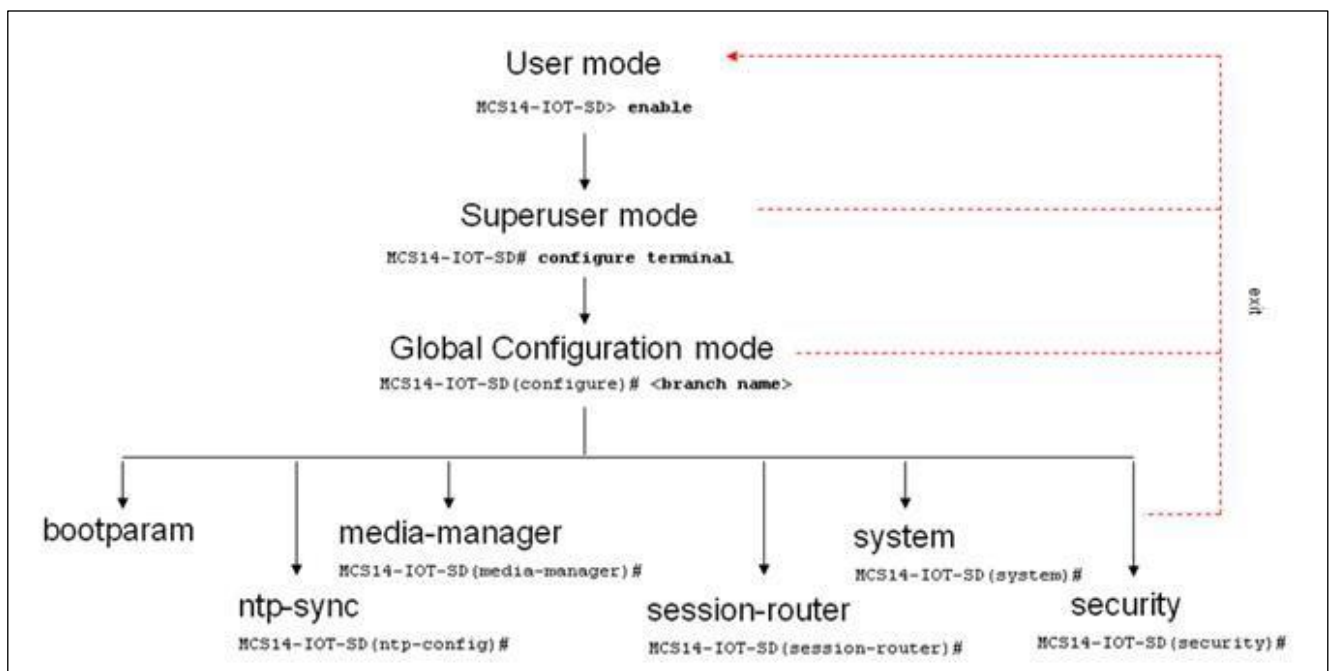 User mode
MCS14-IOT-SD> enable
Superuser mode
MCS14-IOT-SD# configure terminal
exit
Global Configuration mode
MCS14-IOT-SD(configure)# <branch name>
bootparam
media-manager
MCS14-IOT-SD(media-manager)#
system
MCS14-IOT-SD(system)#
ntp-sync
MCS14-IOT-SD(ntp-config)#
session-router
MCS14-IOT-SD(session-router)#
security
MCS14-IOT-SD(security)#